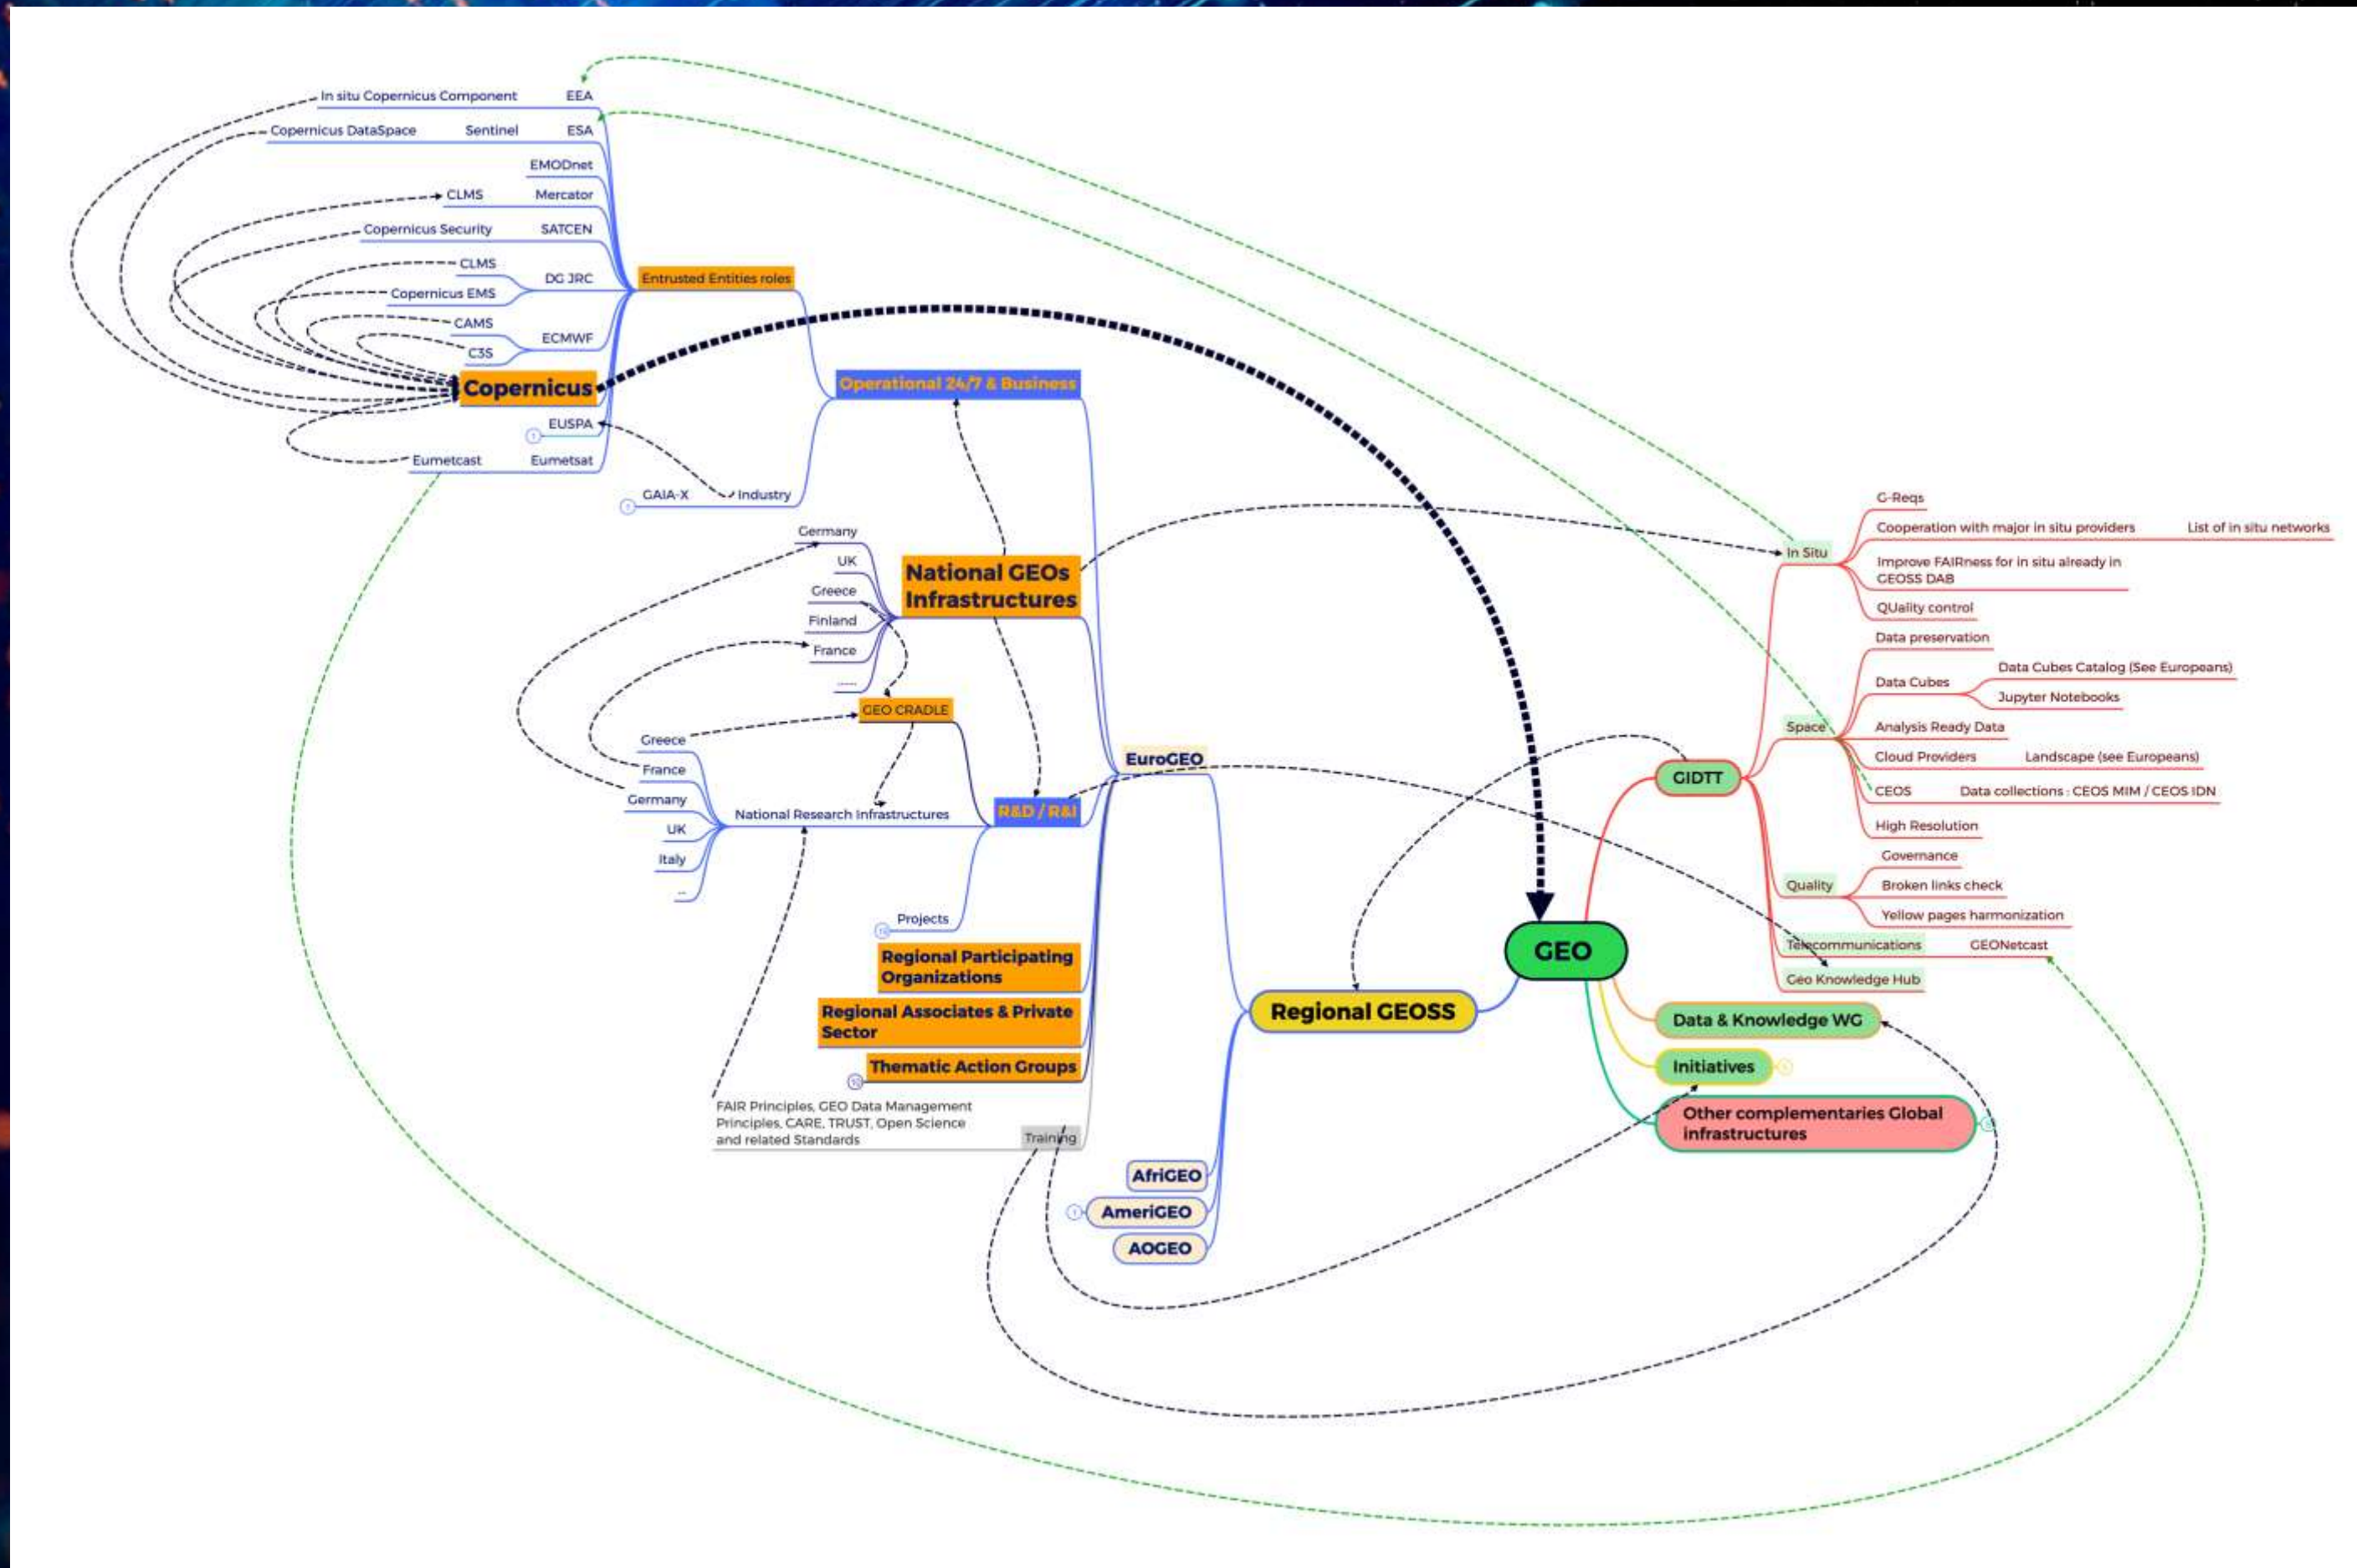 In situ Copernicus Component
EEA
Copernicus DataSpace
Sentinel
ESA
EMODnet
CLMS
Mercator
Copernicus Security
SATCEN
CLMS
DG JRC
Copernicus EMS
Entrusted Entities roles
CAMS
ECMWF
C3S
Copernicus
Operational 24/7 & Business
EUSPA
Eumetcast
Eumetsat
GAIA-X
Industry
Germany
UK
Greece
Finland
France
......
National GEOs
Infrastructures
GEO CRADLE
Greece
France
Germany
UK
Italy
...
National Research Infrastructures
R&D / R&I
EuroGEO
Projects
Regional Participating
Organizations
Regional Associates & Private
Sector
Thematic Action Groups
FAIR Principles, GEO Data Management
Principles, CARE, TRUST, Open Science
and related Standards
Training
AfriGEO
AmeriGEO
AOGEO
Regional GEOSS
GEO
GIDTT
In Situ
G-Reqs
Cooperation with major in situ providers
List of in situ networks
Improve FAIRness for in situ already in
GEOSS DAB
QUality control
Space
Data preservation
Data Cubes
Data Cubes Catalog (See Europeans)
Jupyter Notebooks
Analysis Ready Data
Cloud Providers
Landscape (see Europeans)
CEOS
Data collections : CEOS MIM / CEOS IDN
High Resolution
Quality
Governance
Broken links check
Yellow pages harmonization
Telecommunications
GEONetcast
Geo Knowledge Hub
Data & Knowledge WG
Initiatives
Other complementaries Global
infrastructures